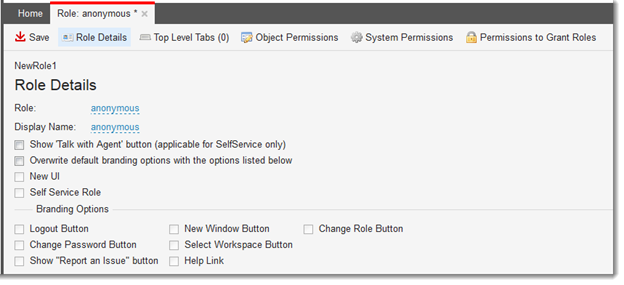 Home Role: anonymous *
Save Role Details Top Level Tabs (0) Object Permissions System Permissions Permissions to Grant Roles
NewRole1
Role Details
Role: anonymous
Display Name: anonymous
Show 'Talk with Agent' button (applicable for SelfService only)
Overwrite default branding options with the options listed below
New UI
Self Service Role
Branding Options
Logout Button New Window Button Change Role Button
Change Password Button Select Workspace Button
Show "Report an Issue" button Help Link